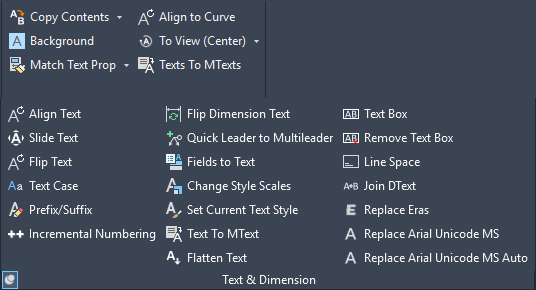 Copy Contents
Align to Curve
Background
To View (Center)
Match Text Prop
Texts To MTexts
Align Text
Flip Dimension Text
Text Box
Slide Text
Quick Leader to Multileader
Remove Text Box
Flip Text
Fields to Text
Line Space
Text Case
Change Style Scales
Join DText
Prefix/Suffix
Set Current Text Style
Replace Eras
Incremental Numbering
Text To MText
Replace Arial Unicode MS
Flatten Text
Replace Arial Unicode MS Auto
Text & Dimension